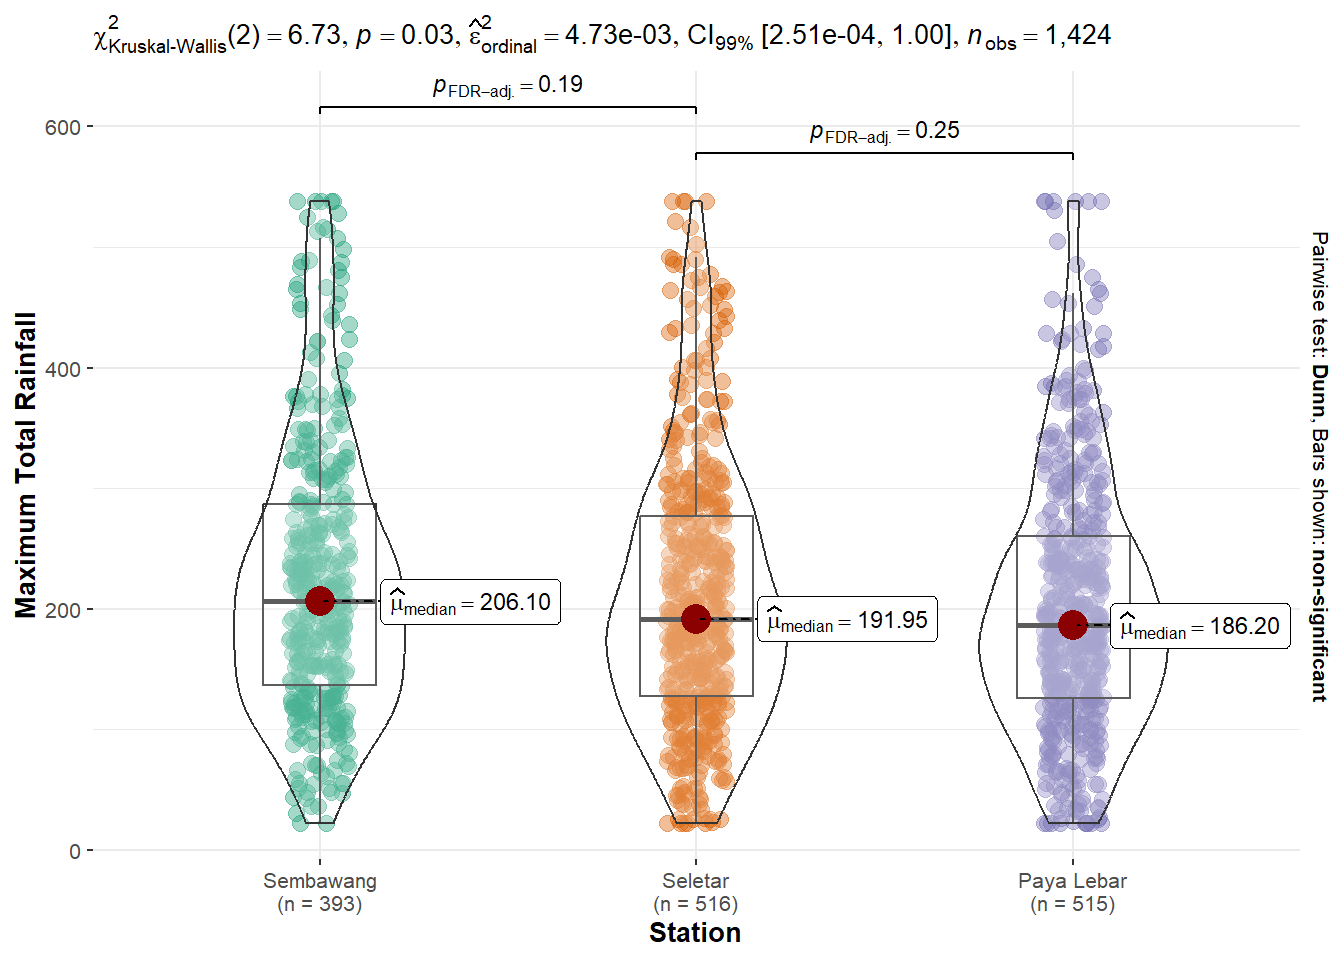 χ²Kruskal-Wallis(2) = 6.73, p = 0.03, ε̂²ordinal = 4.73e-03, CI99% [2.51e-04, 1.00], nobs = 1,424
pFDR−adj. = 0.19
pFDR−adj. = 0.25
600
400
200
0
Maximum Total Rainfall
μ̂median = 206.10
μ̂median = 191.95
μ̂median = 186.20
Pairwise test: Dunn, Bars shown: non-significant
Sembawang
(n = 393)
Seletar
(n = 516)
Paya Lebar
(n = 515)
Station